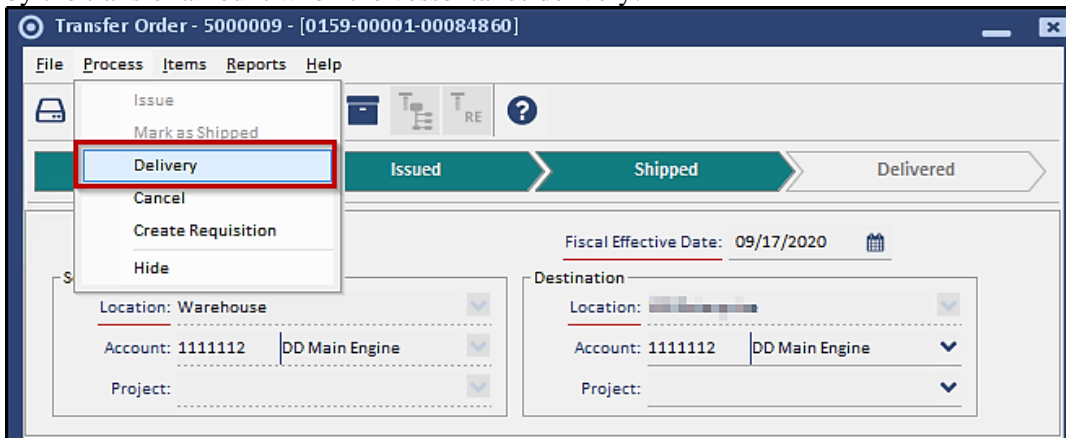 Transfer Order - 5000009 - [0159-00001-00084860]
File Process Items Reports Help
Issue
Mark as Shipped
Delivery
Cancel
Create Requisition
Hide
T T RE ?
Issued Shipped Delivered
Fiscal Effective Date: 09/17/2020
Location: Warehouse
Account: 1111112 DD Main Engine
Project:
Destination
Location:
Account: 1111112 DD Main Engine
Project: